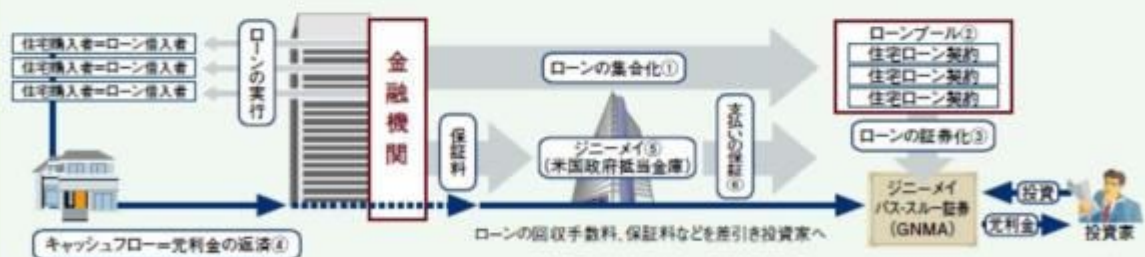 住宅購入者=ローン借入者
住宅購入者=ローン借入者
住宅購入者=ローン借入者
ローンの実行
金融機関
ローンの集合化①
ローンプール②
住宅ローン契約
住宅ローン契約
住宅ローン契約
保証料
ジニーメイ⑤
(米国政府抵当金庫)
支払いの保証⑥
ローンの証券化③
ジニーメイ
パス・スルー証券
(GNMA)
投資
元利金
投資家
キャッシュフロー=元利金の返済④
ローンの回収手数料、保証料などを差引き投資家へ